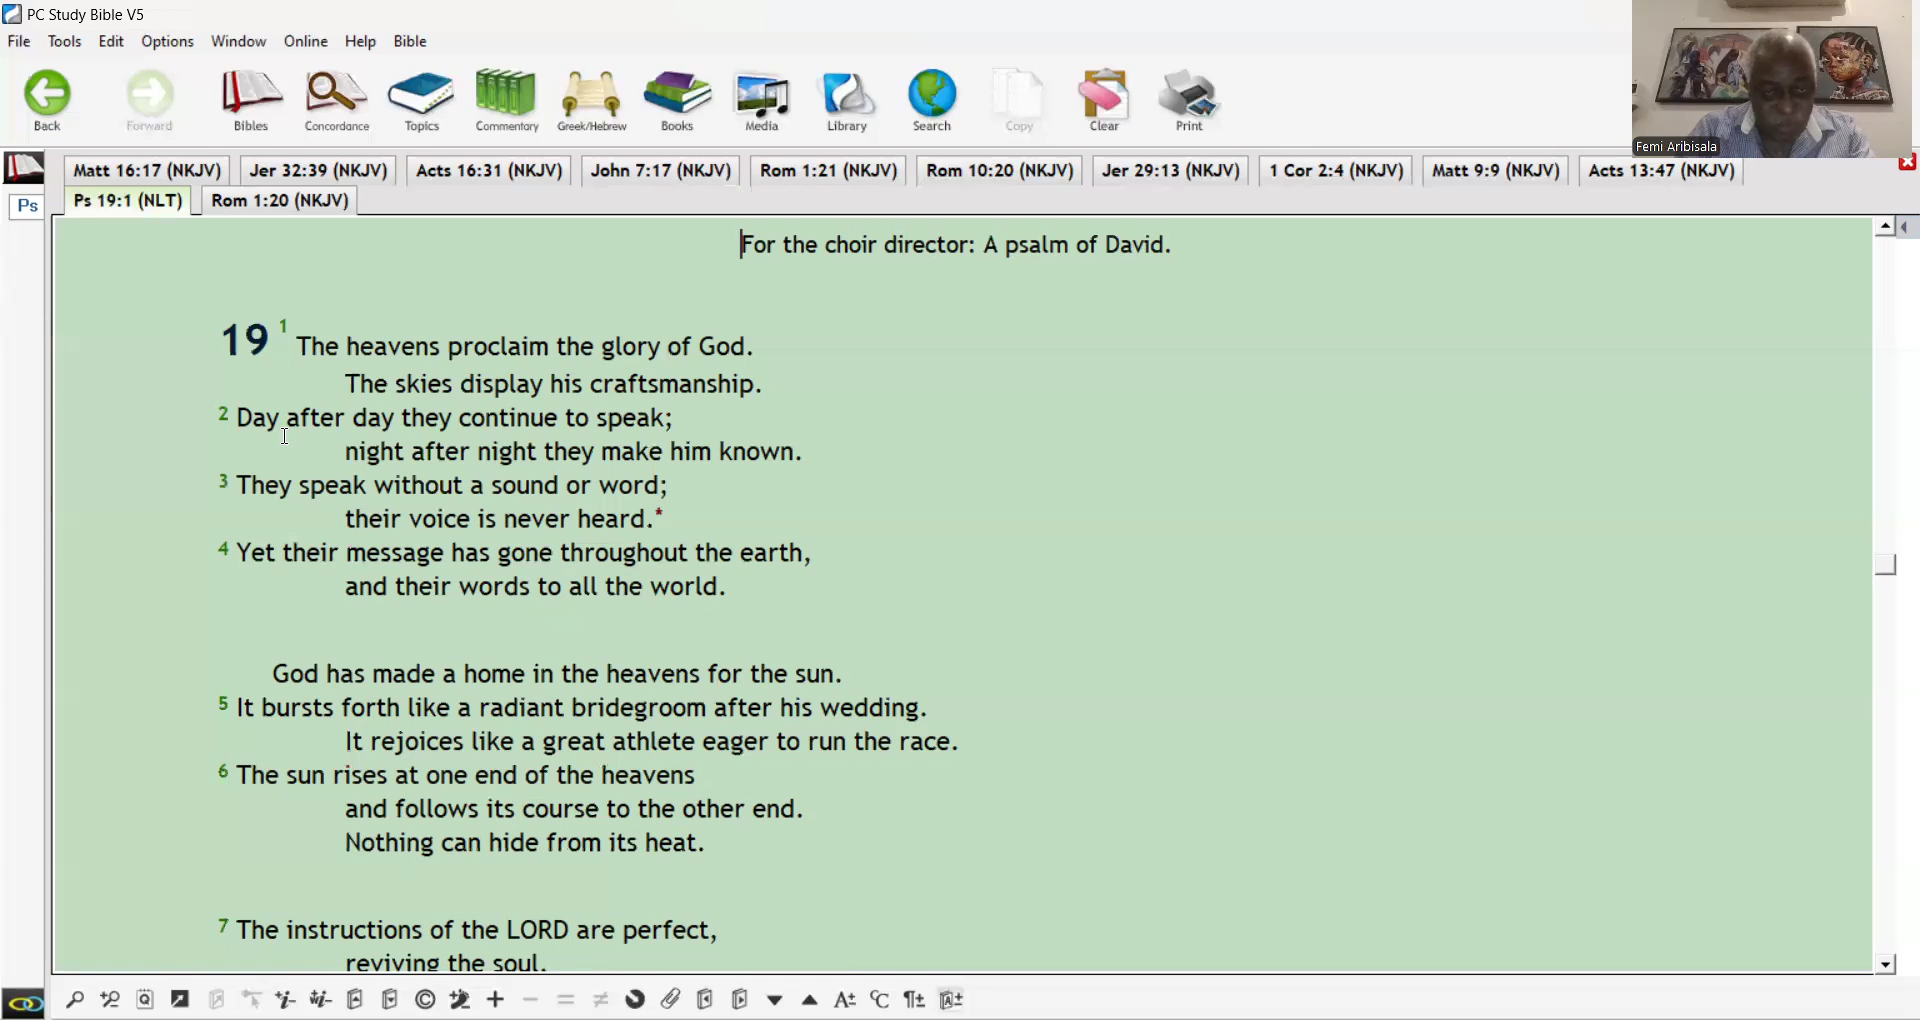 PC Study Bible V5
File Tools Edit Options Window Online Help Bible
Back Forward Bibles Concordance Topics Commentary Greek/Hebrew Books Media Library Search Copy Clear Print
Femi Aribisala
Matt 16:17 (NKJV) Jer 32:39 (NKJV) Acts 16:31 (NKJV) John 7:17 (NKJV) Rom 1:21 (NKJV) Rom 10:20 (NKJV) Jer 29:13 (NKJV) 1 Cor 2:4 (NKJV) Matt 9:9 (NKJV) Acts 13:47 (NKJV)
Ps Ps 19:1 (NLT) Rom 1:20 (NKJV)
For the choir director: A psalm of David.
19 1 The heavens proclaim the glory of God.
The skies display his craftsmanship.
2 Day after day they continue to speak;
night after night they make him known.
3 They speak without a sound or word;
their voice is never heard.*
4 Yet their message has gone throughout the earth,
and their words to all the world.
God has made a home in the heavens for the sun.
5 It bursts forth like a radiant bridegroom after his wedding.
It rejoices like a great athlete eager to run the race.
6 The sun rises at one end of the heavens
and follows its course to the other end.
Nothing can hide from its heat.
7 The instructions of the LORD are perfect,
reviving the soul.